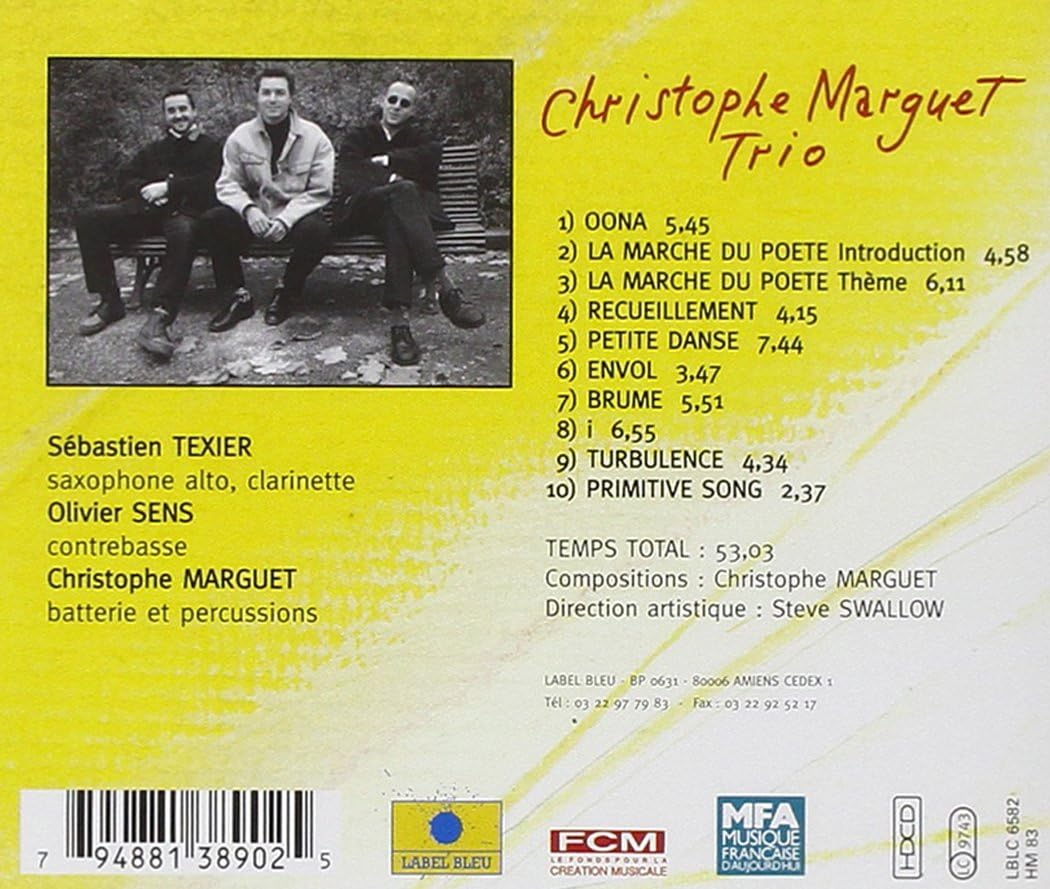 Christophe Marguet
Trio
1) OONA 5,45
2) LA MARCHE DU POETE Introduction 4,58
3) LA MARCHE DU POETE Thème 6,11
4) RECUEILLEMENT 4,15
5) PETITE DANSE 7,44
6) ENVOL 3,47
7) BRUME 5,51
8) i 6,55
9) TURBULENCE 4,34
10) PRIMITIVE SONG 2,37
Sébastien TEXIER
saxophone alto, clarinette
Olivier SENS
contrebasse
Christophe MARGUET
batterie et percussions
TEMPS TOTAL : 53,03
Compositions : Christophe MARGUET
Direction artistique : Steve SWALLOW
LABEL BLEU - BP 0631 - 80006 AMIENS CEDEX 1
Tél : 03 22 97 79 83 - Fax : 03 22 92 52 17
7 94881 38902 5
LABEL BLEU
FCM
LE FONDS POUR LA
CREATION MUSICALE
MFA
MUSIQUE
FRANÇAISE
D'AUJOURD'HUI
HDCD
LC 9743
LBLC 6582
HM 83